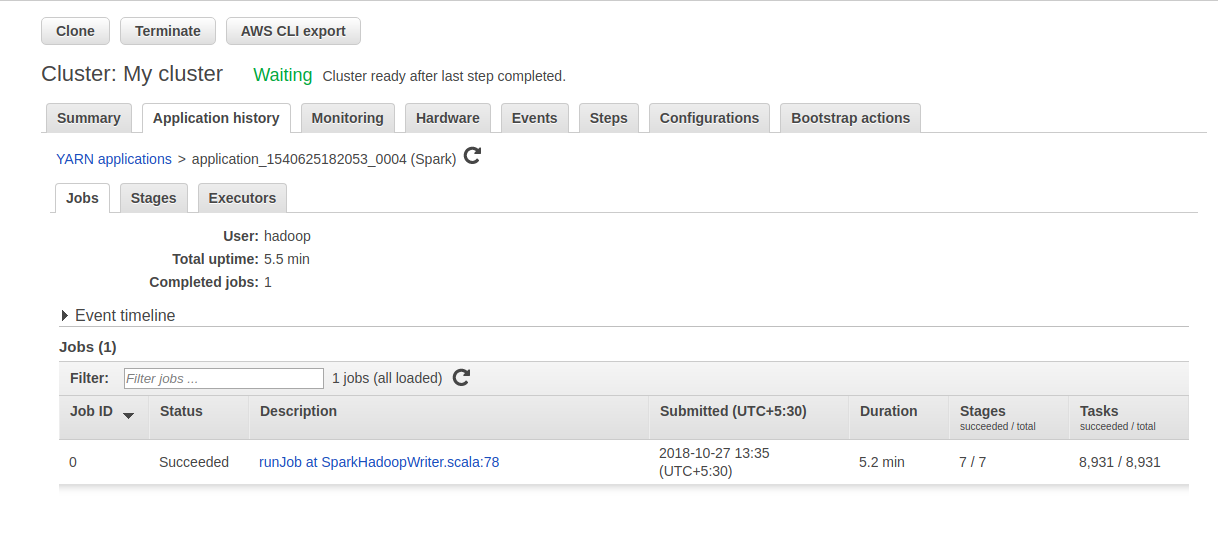 Clone Terminate AWS CLI export
Cluster: My cluster Waiting Cluster ready after last step completed.
Summary Application history Monitoring Hardware Events Steps Configurations Bootstrap actions
YARN applications > application_1540625182053_0004 (Spark)
Jobs Stages Executors
User: hadoop
Total uptime: 5.5 min
Completed jobs: 1
Event timeline
Jobs (1)
Filter: Filter jobs ... 1 jobs (all loaded)
Job ID Status Description Submitted (UTC+5:30) Duration Stages Tasks
succeeded / total succeeded / total
0 Succeeded runJob at SparkHadoopWriter.scala:78 2018-10-27 13:35 5.2 min 7 / 7 8,931 / 8,931
(UTC+5:30)